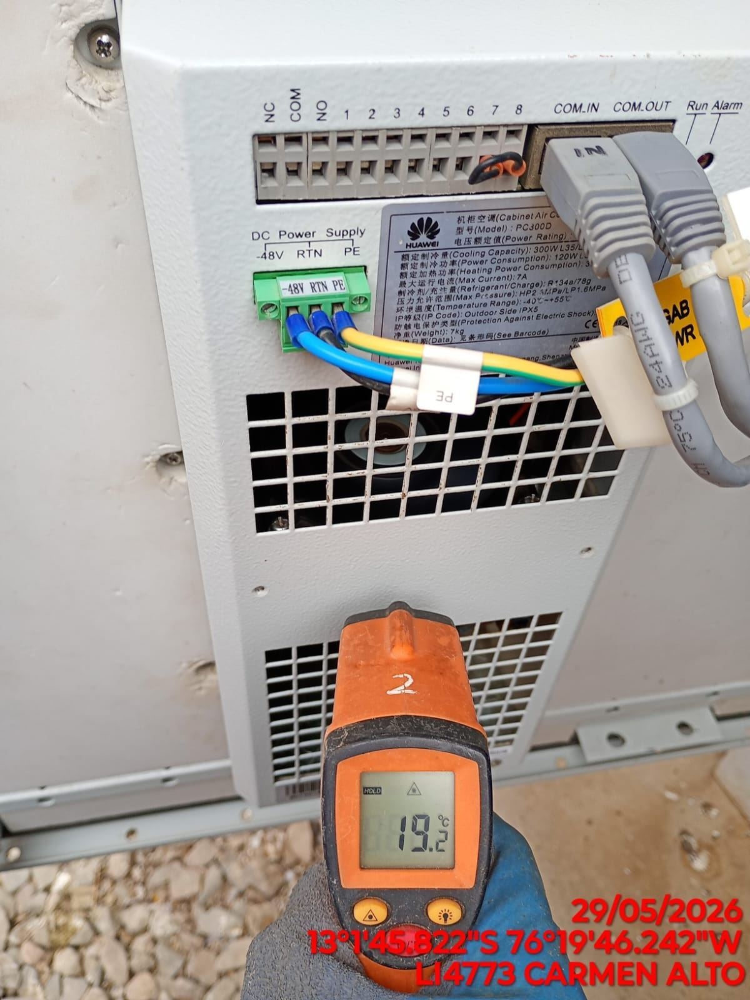 NC COM NO 1 2 3 4 5 6 7 8 COM_IN COM_OUT Run Alarm
IN
DC Power Supply
-48V RTN PE
-48V RTN PE
HUAWEI
机柜空调(Cabinet Air
型号(Model) : PC300D
电压额定值(Power Rating)
额定制冷量(Cooling Capacity): 300W L35/
额定制冷功率(Power Consumption): 120W
额定加热功率(Heating Power Consumption):
最大运行电流(Max Current): 7A
制冷剂/充注量(Refrigerant/Charge): R134a/78g
压力允许范围(Max Pressure): HP2 MPa/LP1.6MPa
环境温度(Temperature Range): -40℃~+55℃
IP等级(IP Code): Outdoor Side IPX5
防触电保护类型(Protection Against Electric Shock)
净重(Weight): 7kg
日期(Data): 见条形码(See Barcode)
CE
Huawei
GAB
WR
PE
2
HOLD
19.2 °C
29/05/2026
13°1'45.822"S 76°19'46.242"W
LI4773 CARMEN ALTO